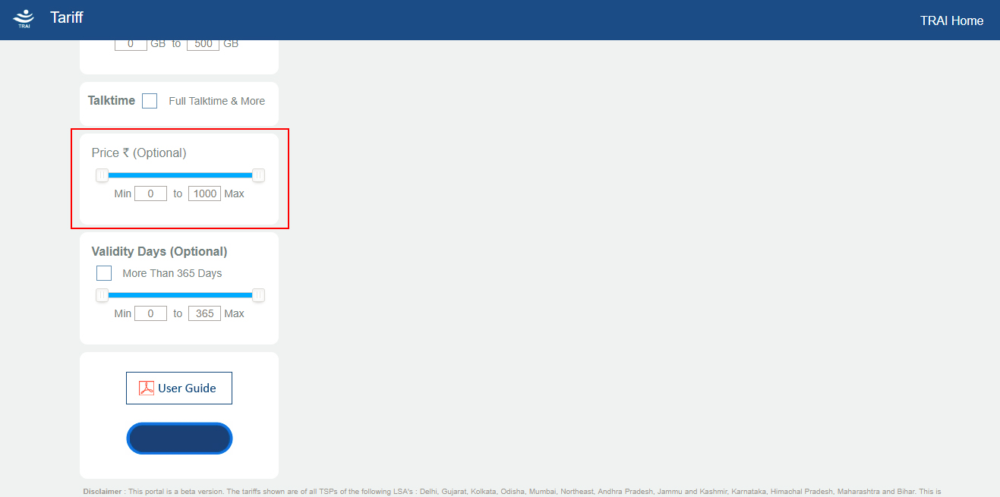 TRAI
Tariff
TRAI Home
0 GB to 500 GB
Talktime Full Talktime & More
Price ₹ (Optional)
Min 0 to 1000 Max
Validity Days (Optional)
More Than 365 Days
Min 0 to 365 Max
User Guide
Disclaimer : This portal is a beta version. The tariffs shown are of all TSPs of the following LSA's : Delhi, Gujarat, Kolkata, Odisha, Mumbai, Northeast, Andhra Pradesh, Jammu and Kashmir, Karnataka, Himachal Pradesh, Maharashtra and Bihar. This is